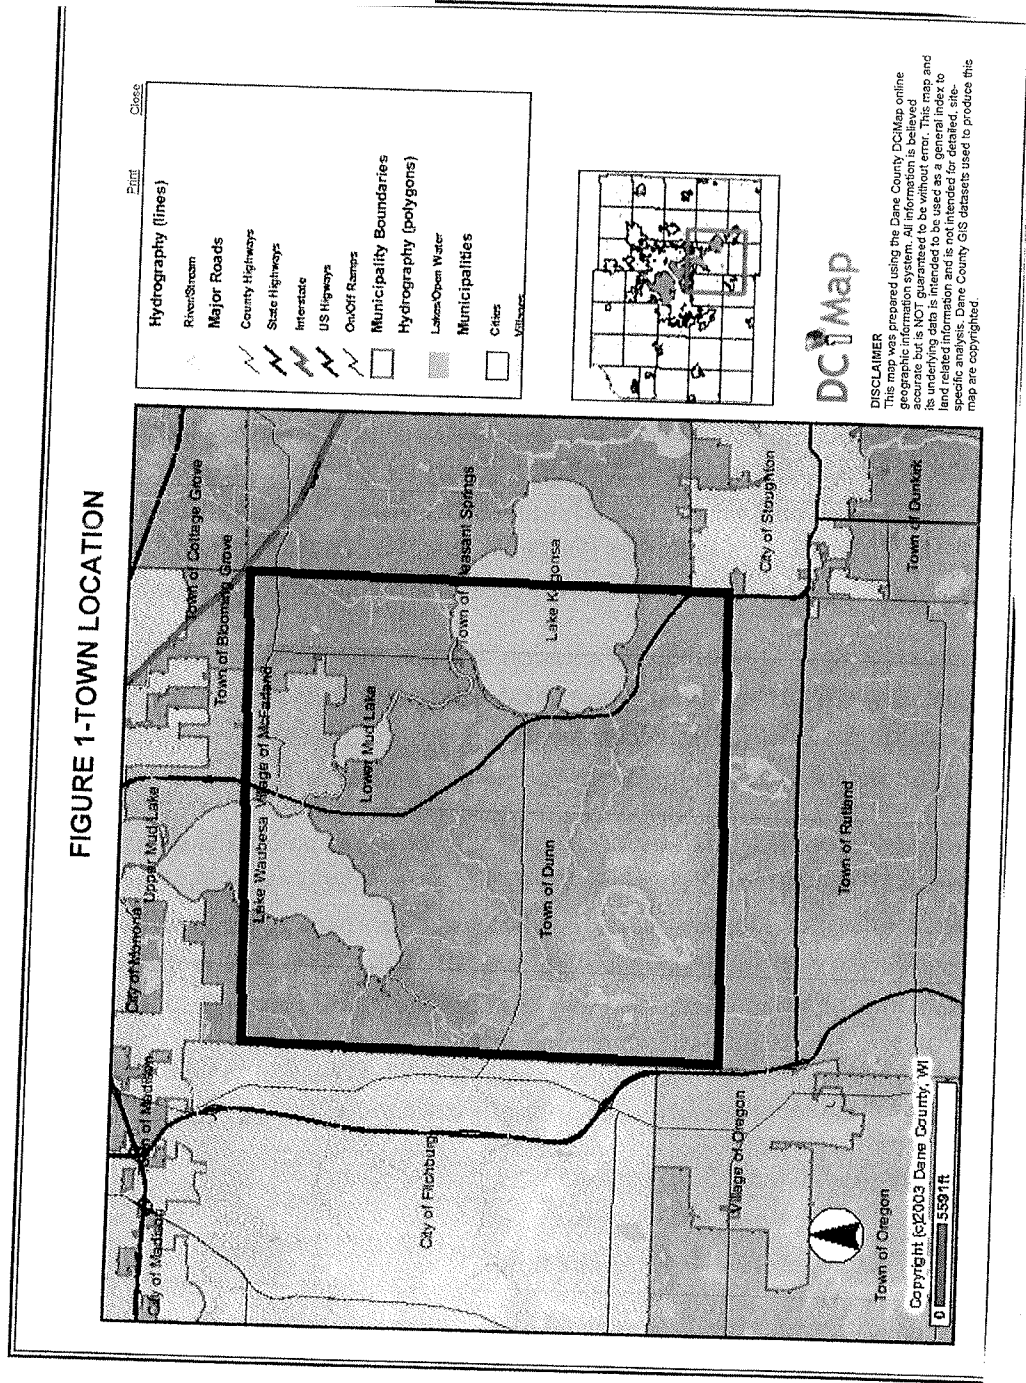 FIGURE 1-TOWN LOCATION
Print Close
Hydrography (lines)
River/Stream
Major Roads
County Highways
State Highways
Interstate
US Higways
On/Off Ramps
Municipality Boundaries
Hydrography (polygons)
Lakes/Open Water
Municipalities
Cities
Villages
City of Madison
Town of Madison
City of Monona
Upper Mud Lake
Town of Cottage Grove
Town of Blooming Grove
Lake Waubesa
Village of McFarland
Lower Mud Lake
Town of Pleasant Springs
City of Fitchburg
Town of Dunn
Lake Kegonsa
Village of Oregon
City of Stoughton
Town of Rutland
Town of Oregon
Town of Dunkirk
Copyright (c)2003 Dane County, WI
0 5591ft
DCiMap
DISCLAIMER
This map was prepared using the Dane County DCiMap online
geographic information system. All information is believed
accurate but is NOT guaranteed to be without error. This map and
its underlying data is intended to be used as a general index to
land related information and is not intended for detailed, site-
specific analysis. Dane County GIS datasets used to produce this
map are copyrighted.